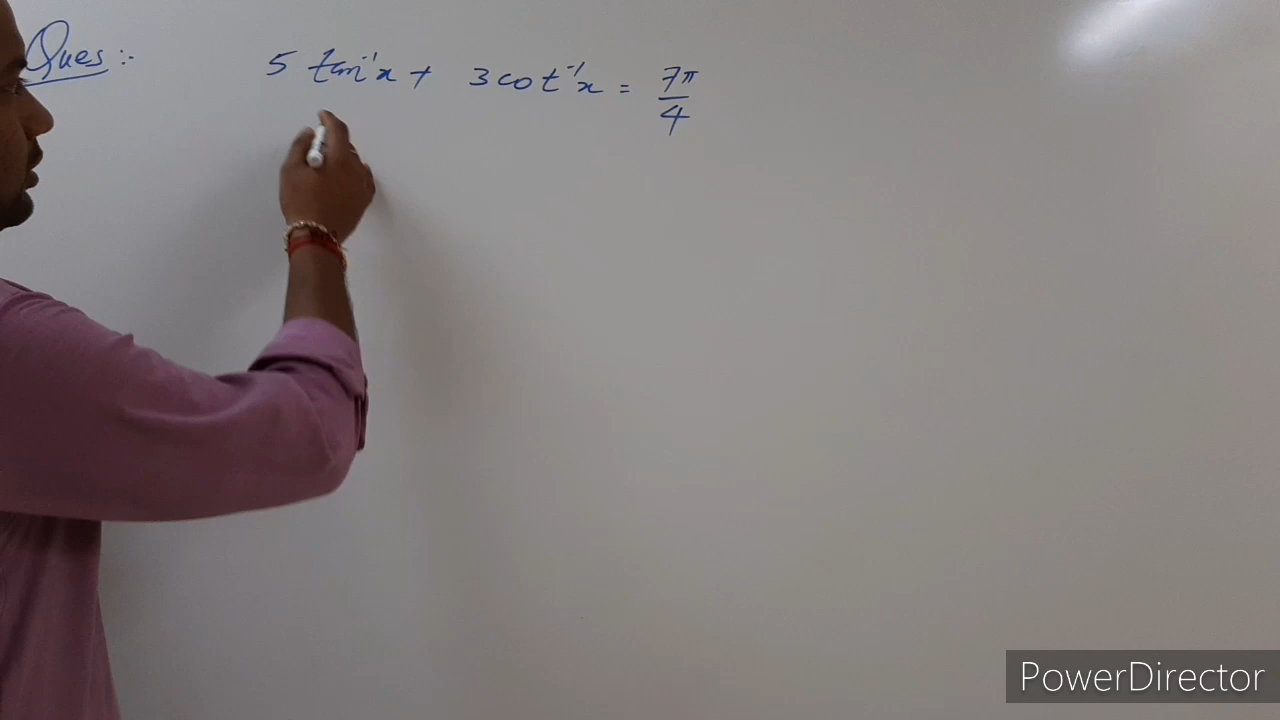 Ques :- 5 tan⁻¹x + 3cot⁻¹x = 7π/4
PowerDirector